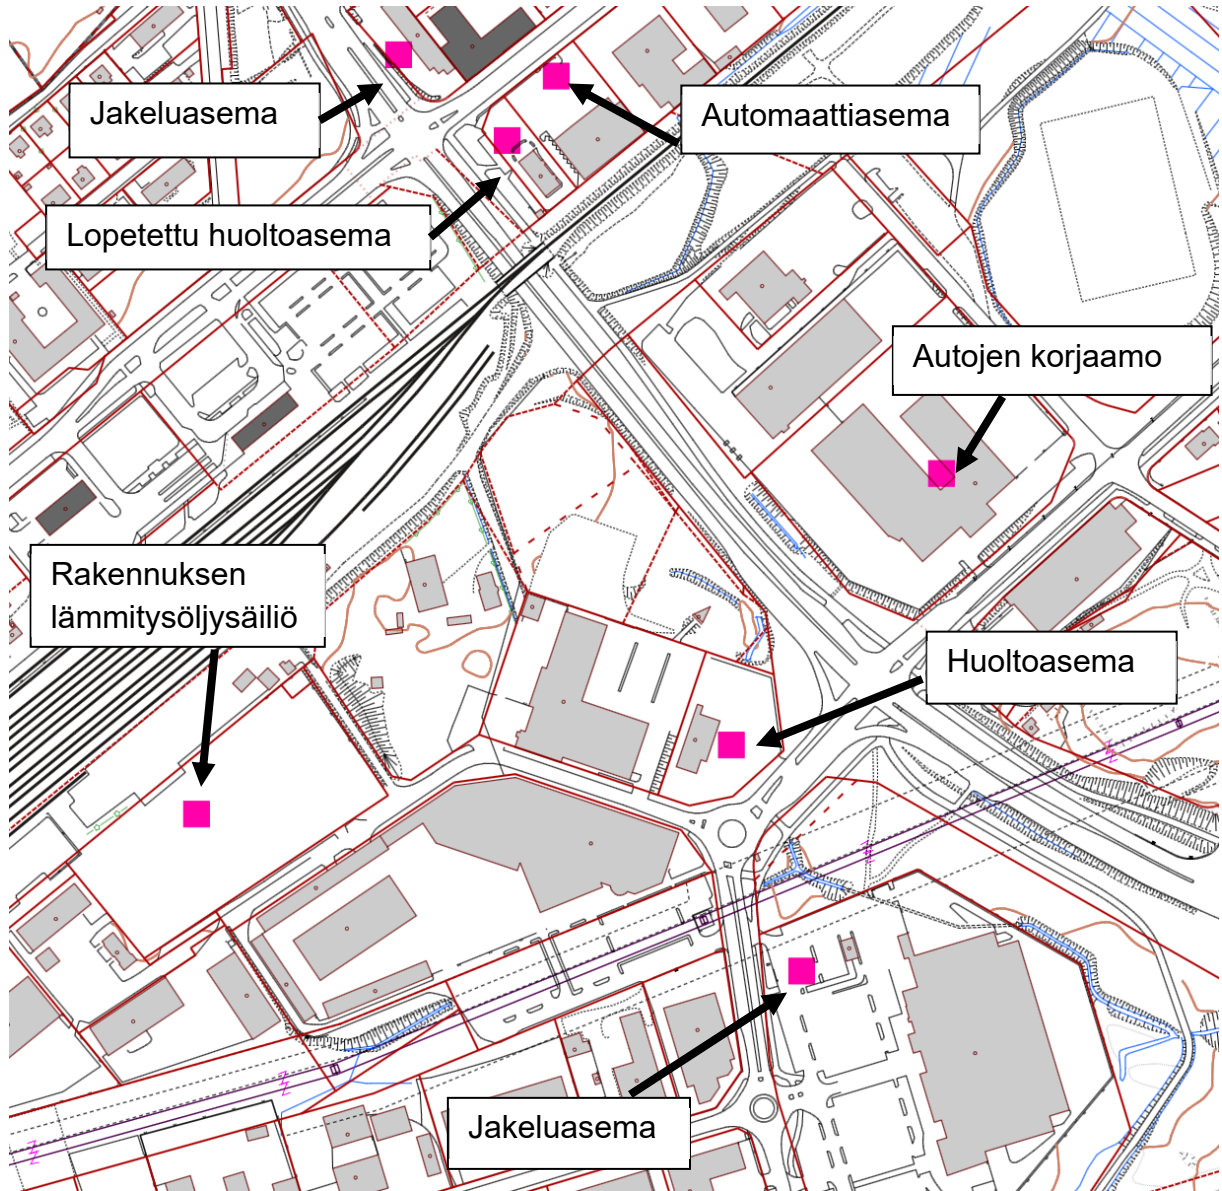 Jakeluasema
Automaattiasema
Lopetettu huoltoasema
Autojen korjaamo
Rakennuksen
lämmitysöljysäiliö
Huoltoasema
Jakeluasema